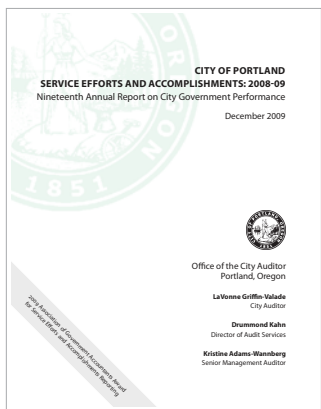 CITY OF PORTLAND
SERVICE EFFORTS AND ACCOMPLISHMENTS: 2008-09
Nineteenth Annual Report on City Government Performance
December 2009
1851
Office of the City Auditor
Portland, Oregon
LaVonne Griffin-Valade
City Auditor
Drummond Kahn
Director of Audit Services
Kristine Adams-Wannberg
Senior Management Auditor
Association of Government Accountants Award
for Service Efforts and Accomplishments Reporting